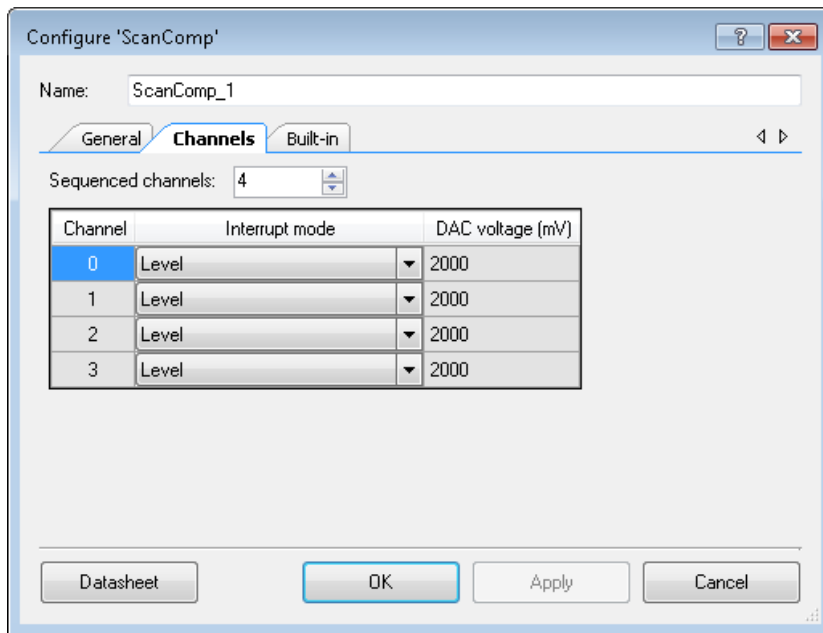 Configure 'ScanComp'
Name: ScanComp_1
General Channels Built-in
Sequenced channels: 4
Channel Interrupt mode DAC voltage (mV)
0 Level 2000
1 Level 2000
2 Level 2000
3 Level 2000
Datasheet OK Apply Cancel